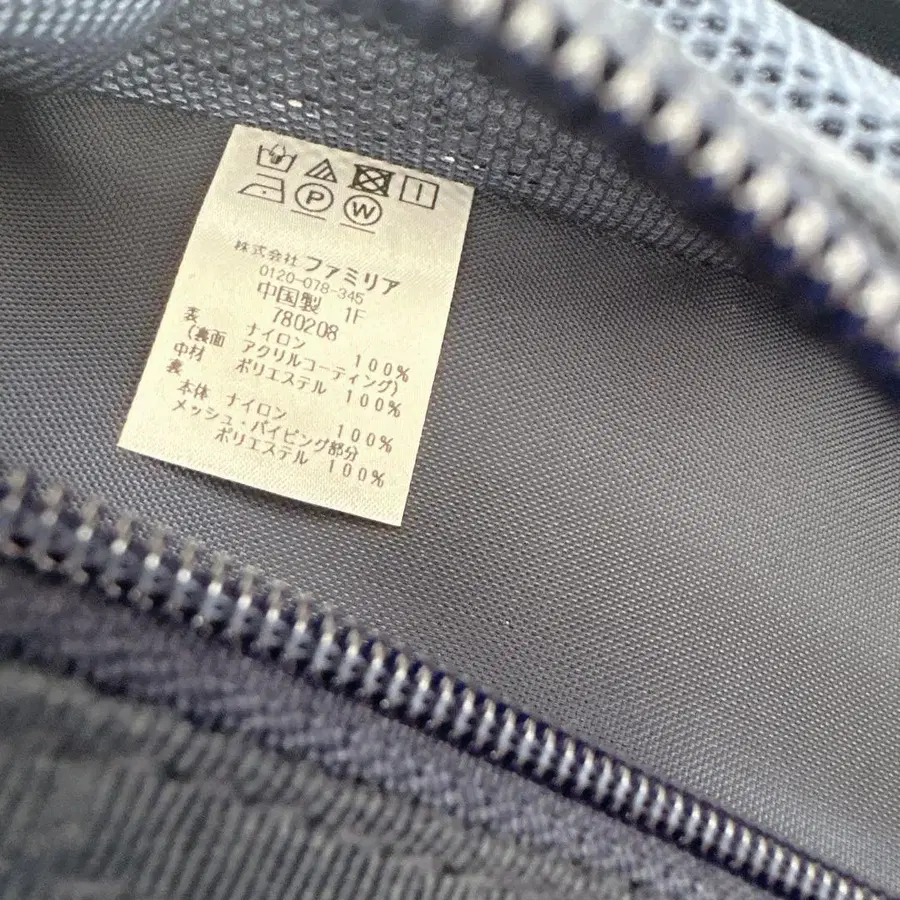 P W
株式会社 ファミリア
0120-078-345
中国製 1F
780208
表 ナイロン 100%
(裏面 アクリルコーティング)
中材 ポリエステル 100%
裏
本体 ナイロン 100%
メッシュ・パイピング部分
ポリエステル 100%